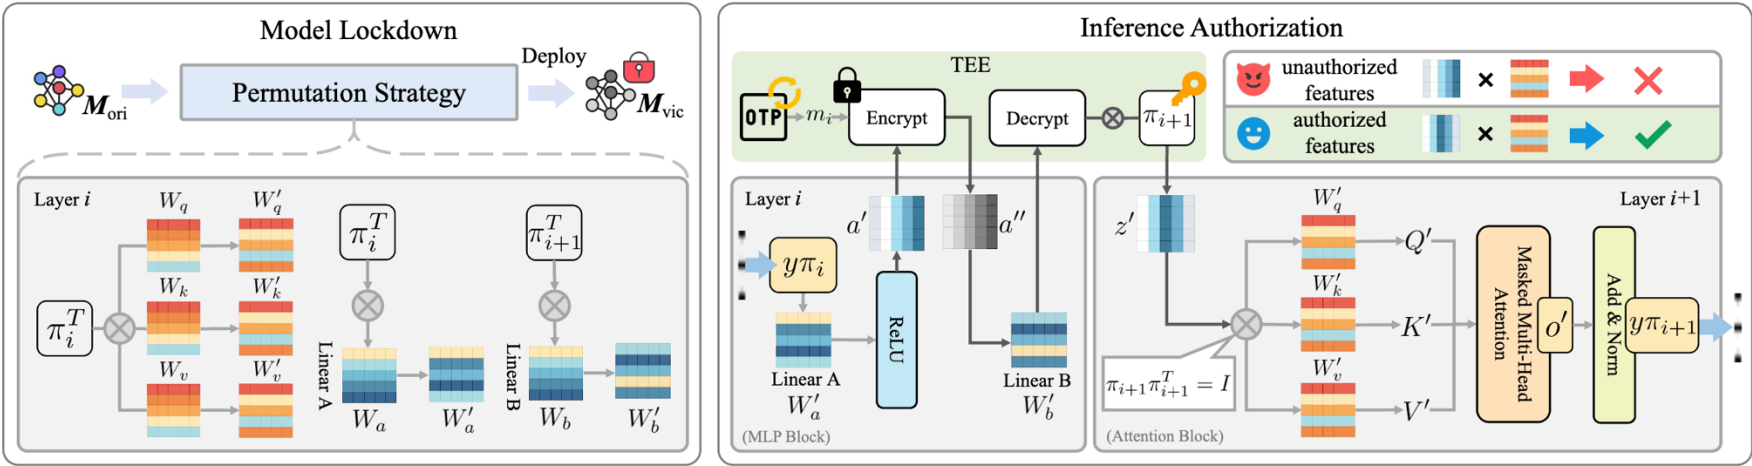 Model Lockdown
M_ori
Permutation Strategy
Deploy
M_vic
Layer i
π_i^T
W_q
W'_q
W_k
W'_k
W_v
W'_v
π_i^T
Linear A
W_a
W'_a
π_{i+1}^T
Linear B
W_b
W'_b
Inference Authorization
TEE
OTP
m_i
Encrypt
Decrypt
π_{i+1}
unauthorized
features
×
authorized
features
×
Layer i
yπ_i
a'
a''
ReLU
Linear A
W'_a
Linear B
W'_b
(MLP Block)
Layer i+1
z'
π_{i+1}π_{i+1}^T = I
W'_q
Q'
W'_k
K'
W'_v
V'
Masked Multi-Head
Attention
o'
Add & Norm
yπ_{i+1}
(Attention Block)